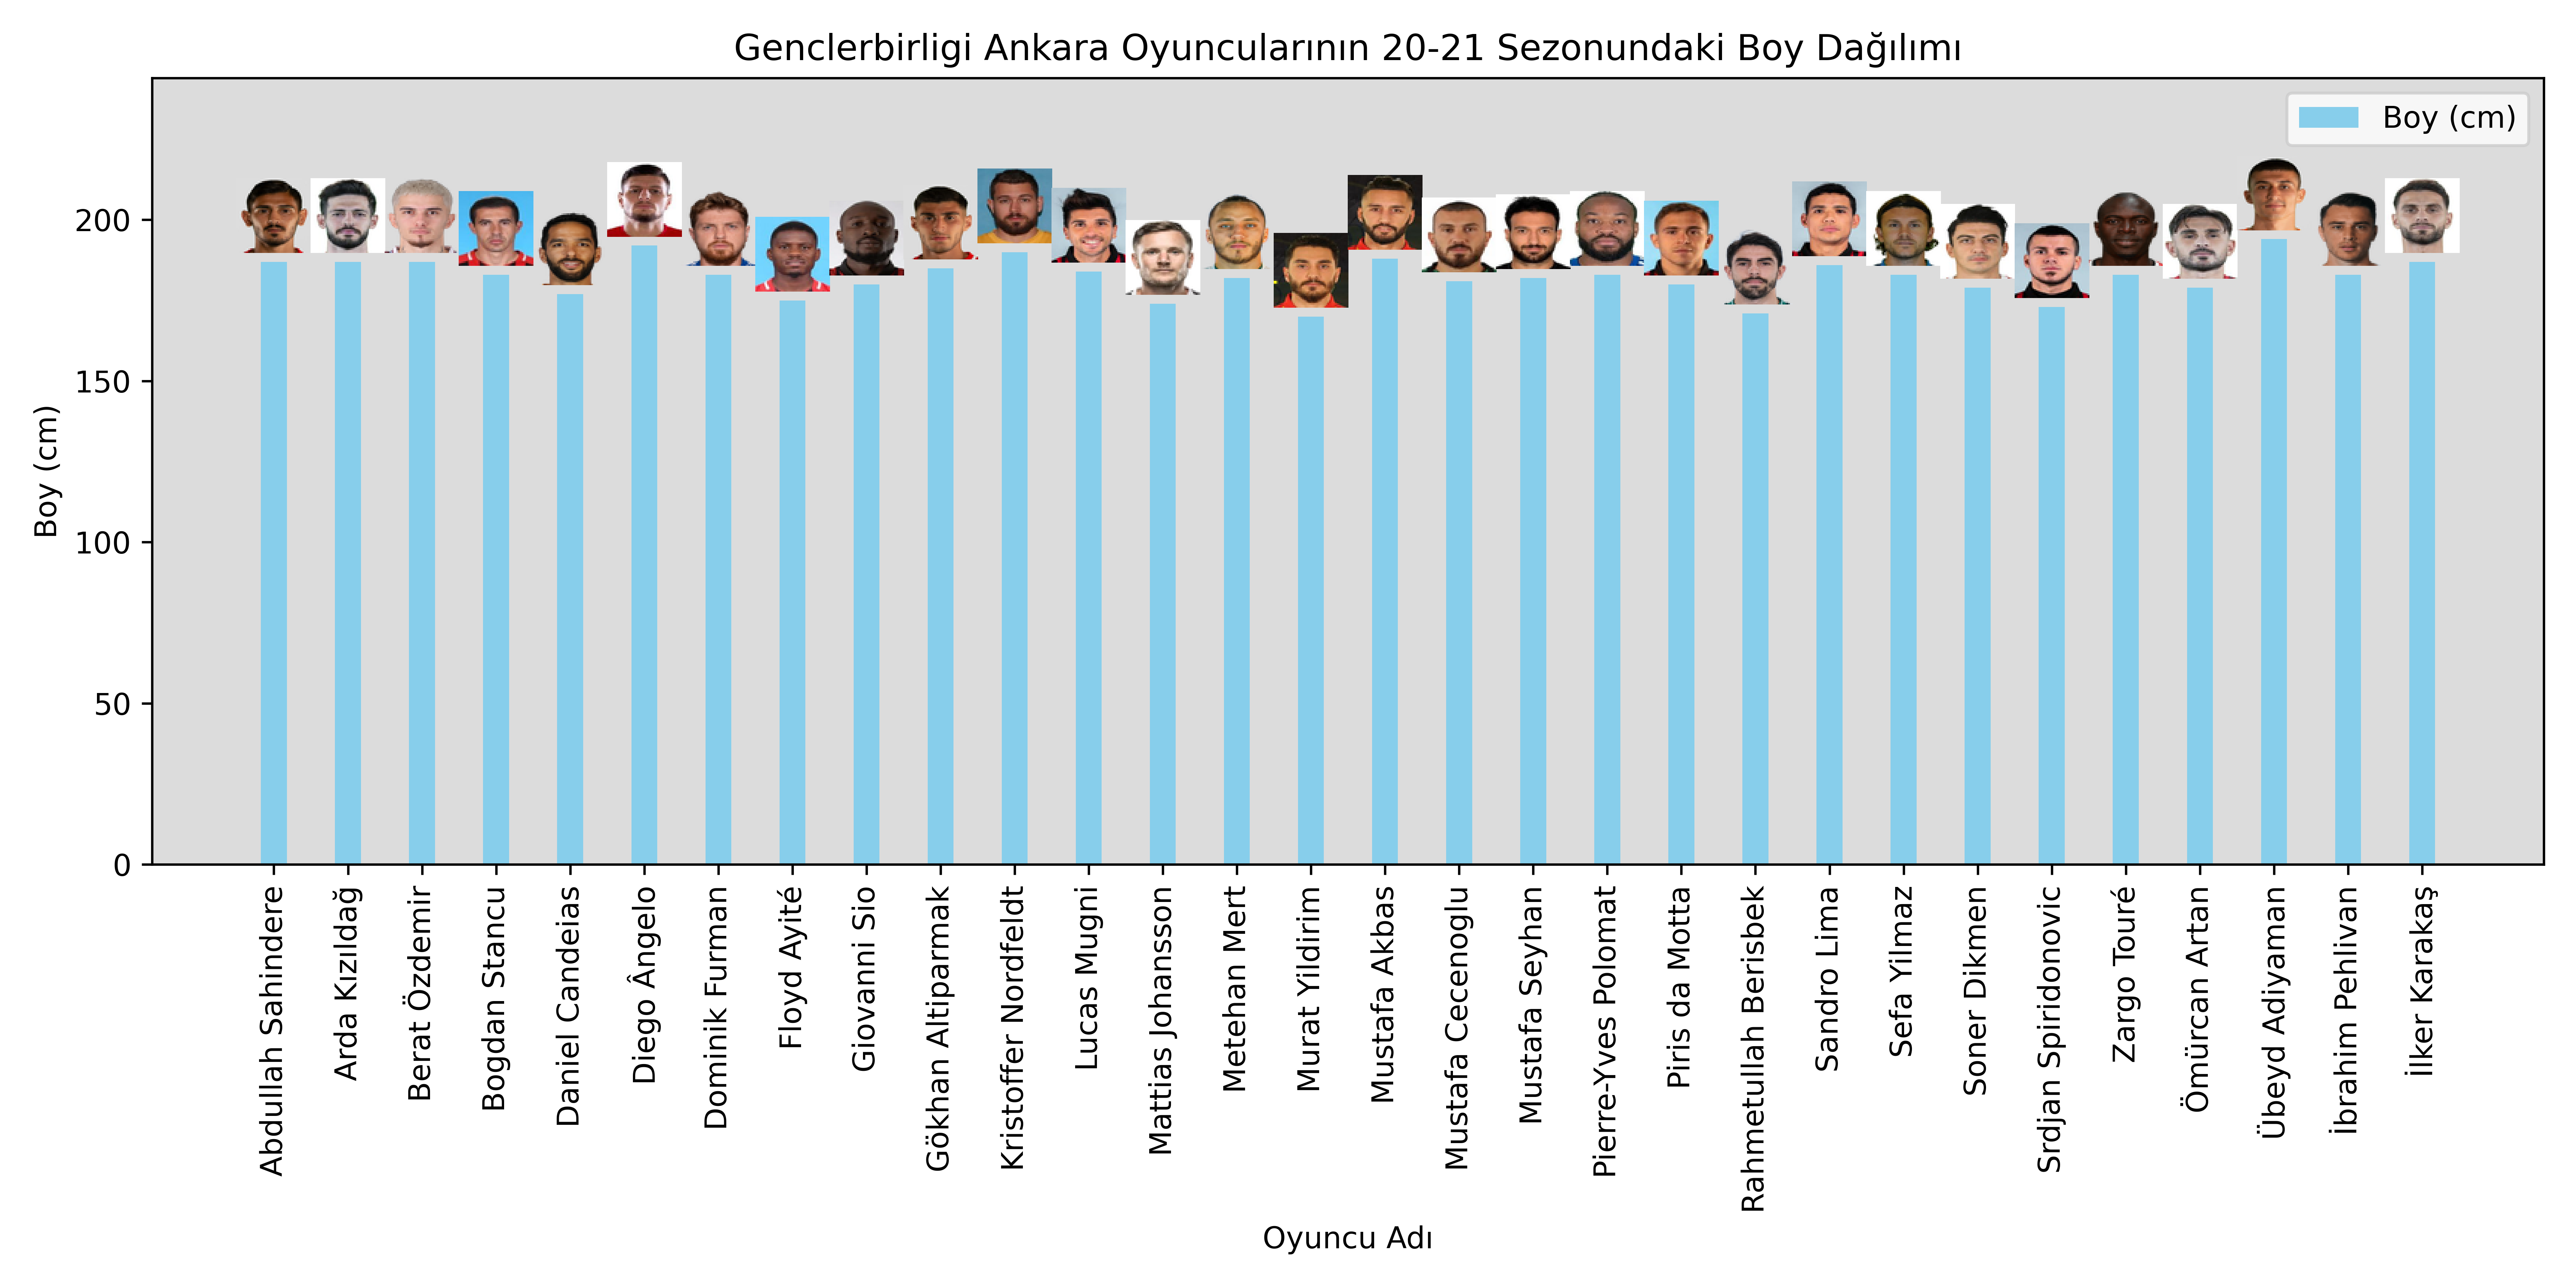 Genclerbirligi Ankara Oyuncularının 20-21 Sezonundaki Boy Dağılımı
Boy (cm)
Boy (cm)
200
150
100
50
0
Abdullah Sahindere
Arda Kızıldağ
Berat Özdemir
Bogdan Stancu
Daniel Candeias
Diego Ângelo
Dominik Furman
Floyd Ayité
Giovanni Sio
Gökhan Altiparmak
Kristoffer Nordfeldt
Lucas Mugni
Mattias Johansson
Metehan Mert
Murat Yildirim
Mustafa Akbas
Mustafa Cecenoglu
Mustafa Seyhan
Pierre-Yves Polomat
Piris da Motta
Rahmetullah Berisbek
Sandro Lima
Sefa Yilmaz
Soner Dikmen
Srdjan Spiridonovic
Zargo Touré
Ömürcan Artan
Übeyd Adiyaman
İbrahim Pehlivan
İlker Karakaş
Oyuncu Adı